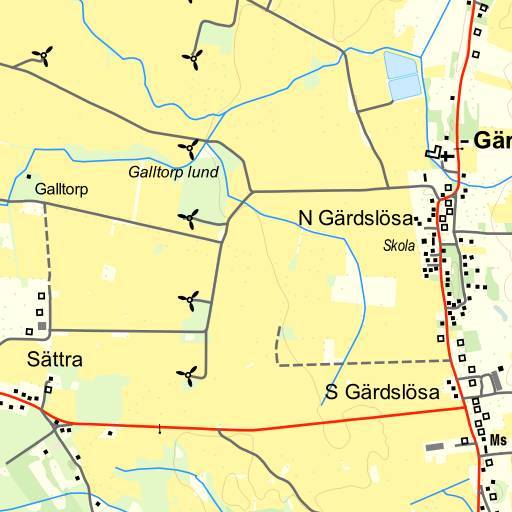 Gär
Galltorp lund
Galltorp
N Gärdslösa
Skola
Sättra
S Gärdslösa
Ms